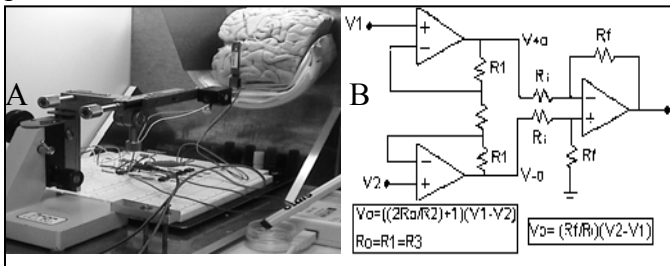 A
B
V1
+
-
V+o
R1
Rf
Ri
-
+
Ri
R1
Rf
-
+
V2
V-o
Vo=((2Ro/R2)+1)(V1-V2)
Ro=R1=R3
Vo= (Rf/Ri)(V2-V1)